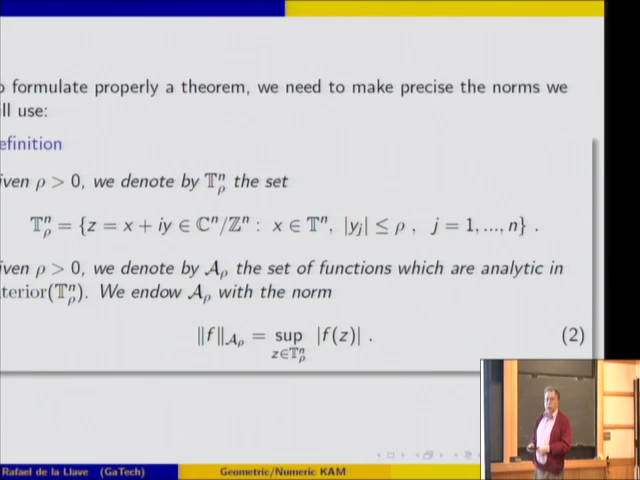 o formulate properly a theorem, we need to make precise the norms we
ll use:
efinition
iven ρ > 0, we denote by 𝕋ⁿ_ρ the set
𝕋ⁿ_ρ = {z = x + iy ∈ ℂⁿ/ℤⁿ : x ∈ 𝕋ⁿ, |y_j| ≤ ρ , j = 1, ..., n} .
iven ρ > 0, we denote by 𝒜_ρ the set of functions which are analytic in
terior(𝕋ⁿ_ρ). We endow 𝒜_ρ with the norm
‖f‖_{𝒜_ρ} = sup_{z∈𝕋ⁿ_ρ} |f(z)| . (2)
Rafael de la Llave (GaTech) Geometric/Numeric KAM